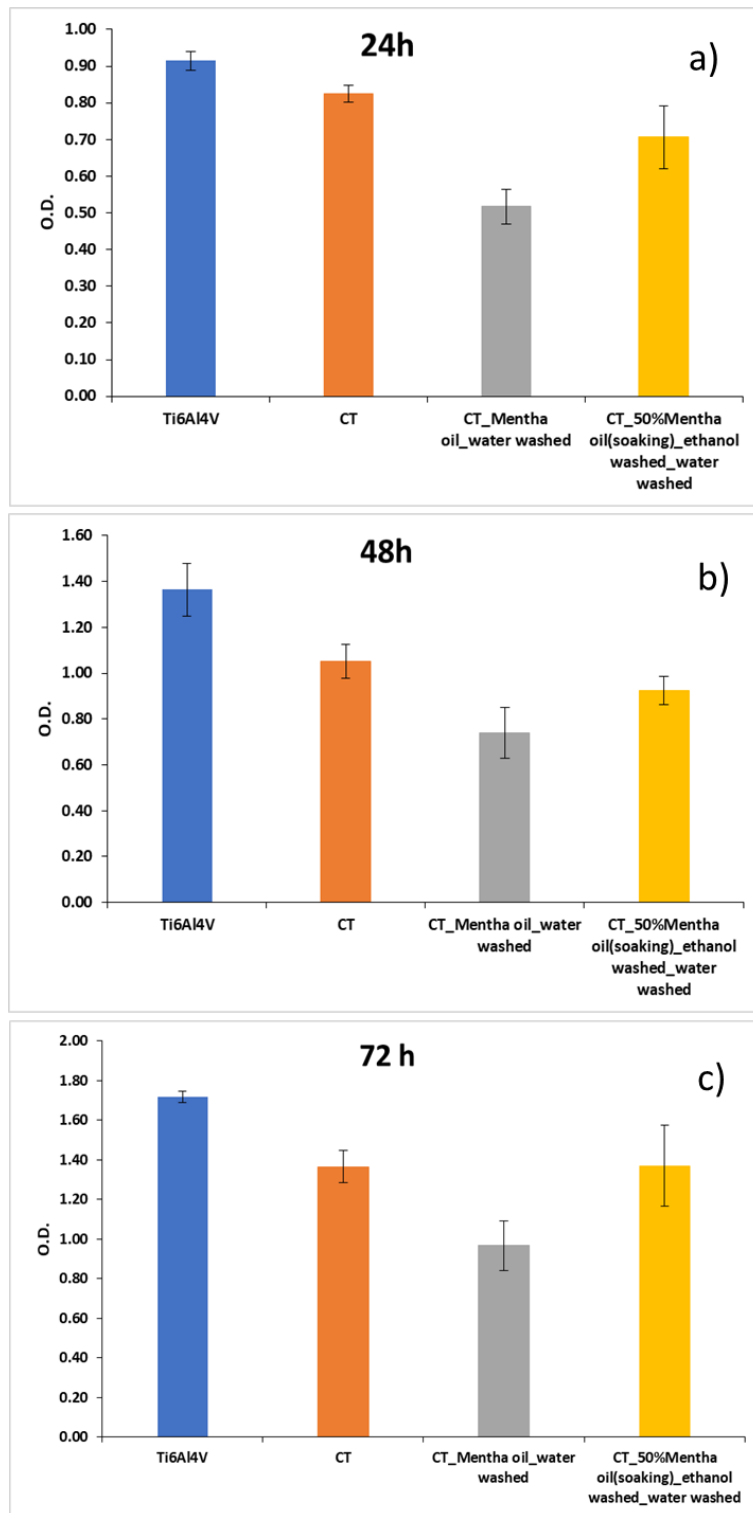 24h
a)
1.00
0.90
0.80
0.70
0.60
0.50
0.40
0.30
0.20
0.10
0.00
O.D.
Ti6Al4V
CT
CT_Mentha
oil_water washed
CT_50%Mentha
oil(soaking)_ethanol
washed_water
washed
48h
b)
1.60
1.40
1.20
1.00
0.80
0.60
0.40
0.20
0.00
O.D.
Ti6Al4V
CT
CT_Mentha oil_water
washed
CT_50%Mentha
oil(soaking)_ethanol
washed_water
washed
72 h
c)
2.00
1.80
1.60
1.40
1.20
1.00
0.80
0.60
0.40
0.20
0.00
O.D.
Ti6Al4V
CT
CT_Mentha oil_water
washed
CT_50%Mentha
oil(soaking)_ethanol
washed_water washed